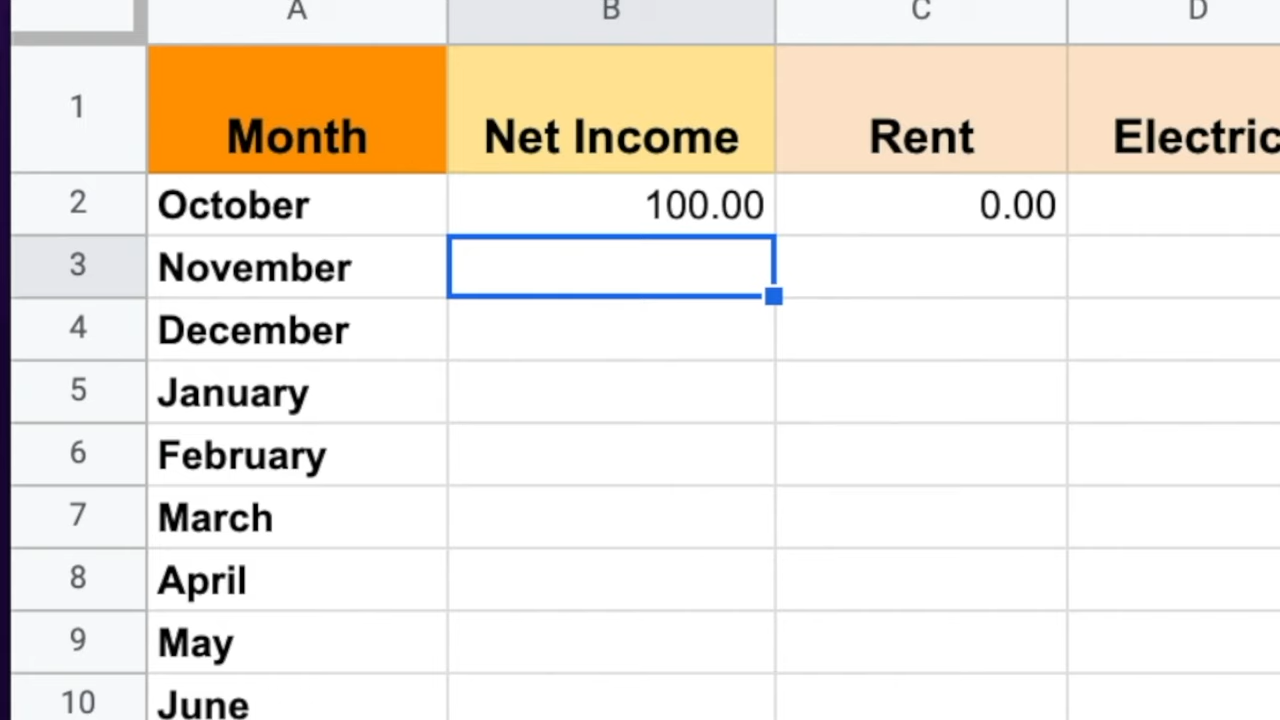 A B C D
1 Month Net Income Rent Electric
2 October 100.00 0.00
3 November
4 December
5 January
6 February
7 March
8 April
9 May
10 June